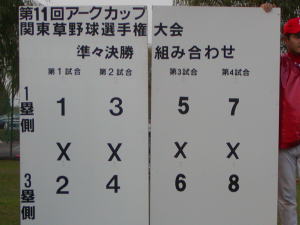 第11回アークカップ
関東草野球選手権 大会
準々決勝 組み合わせ
第1試合 第2試合 第3試合 第4試合
1塁側 1 3 5 7
X X X X
3塁側 2 4 6 8